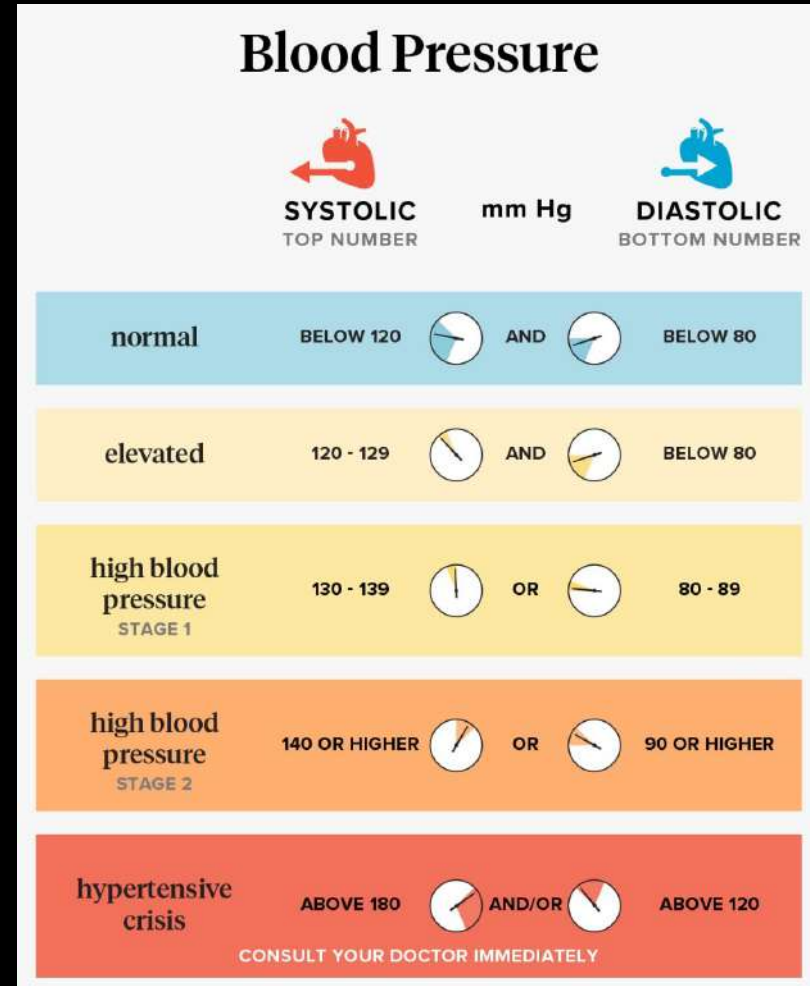 Blood Pressure
SYSTOLIC mm Hg DIASTOLIC
TOP NUMBER BOTTOM NUMBER
normal BELOW 120 AND BELOW 80
elevated 120 - 129 AND BELOW 80
high blood
pressure 130 - 139 OR 80 - 89
STAGE 1
high blood
pressure 140 OR HIGHER OR 90 OR HIGHER
STAGE 2
hypertensive
crisis ABOVE 180 AND/OR ABOVE 120
CONSULT YOUR DOCTOR IMMEDIATELY